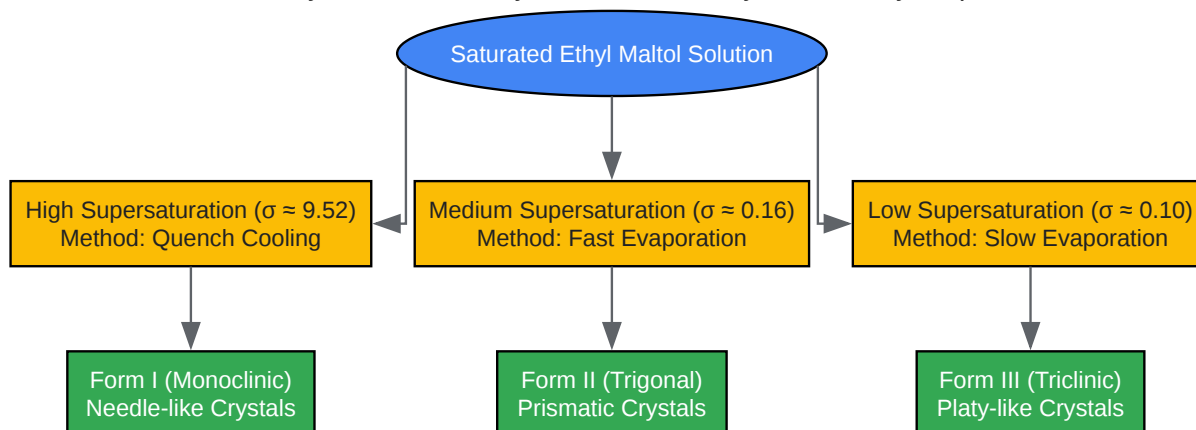 Saturated Ethyl Maltol Solution
High Supersaturation (σ ≈ 9.52)
Method: Quench Cooling
Medium Supersaturation (σ ≈ 0.16)
Method: Fast Evaporation
Low Supersaturation (σ ≈ 0.10)
Method: Slow Evaporation
Form I (Monoclinic)
Needle-like Crystals
Form II (Trigonal)
Prismatic Crystals
Form III (Triclinic)
Platy-like Crystals